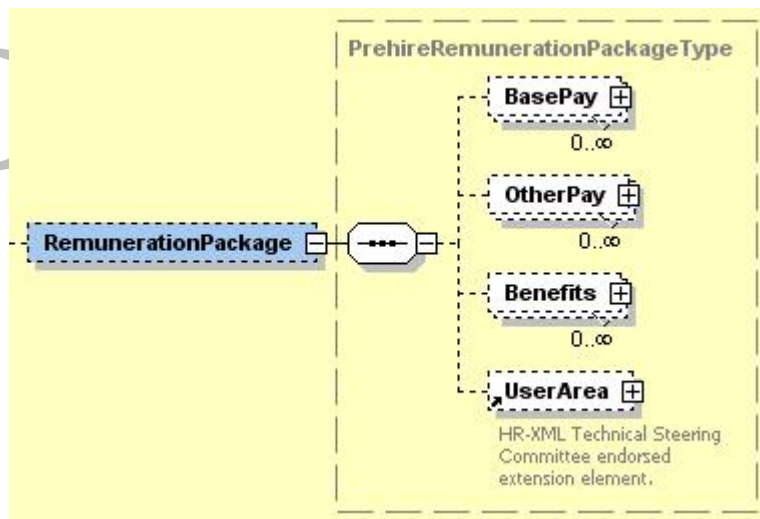 PrehireRemunerationPackageType
BasePay
0..∞
OtherPay
0..∞
RemunerationPackage
Benefits
0..∞
UserArea
HR-XML Technical Steering
Committee endorsed
extension element.